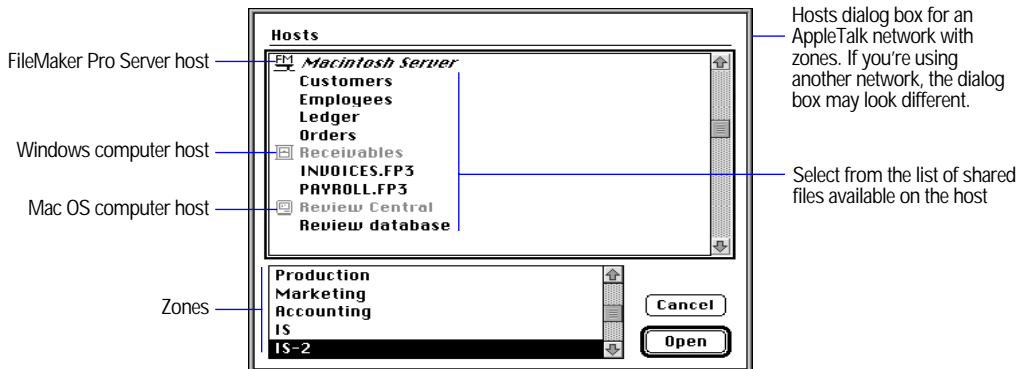 Hosts
FileMaker Pro Server host
FM Macintosh Server
Customers
Employees
Ledger
Orders
Windows computer host
Receivables
INVOICES.FP3
PAYROLL.FP3
Mac OS computer host
Review Central
Review database
Hosts dialog box for an
AppleTalk network with
zones. If you're using
another network, the dialog
box may look different.
Select from the list of shared
files available on the host
Zones
Production
Marketing
Accounting
IS
IS-2
Cancel
Open